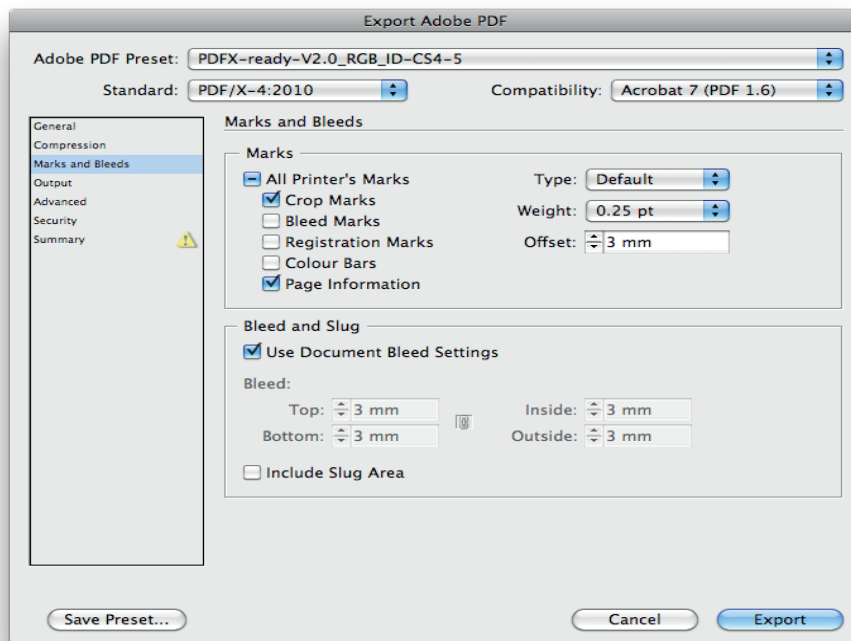 Export Adobe PDF
Adobe PDF Preset: PDFX-ready-V2.0_RGB_ID-CS4-5
Standard: PDF/X-4:2010 Compatibility: Acrobat 7 (PDF 1.6)
General
Compression
Marks and Bleeds
Output
Advanced
Security
Summary
Marks and Bleeds
Marks
All Printer's Marks
Crop Marks
Bleed Marks
Registration Marks
Colour Bars
Page Information
Type: Default
Weight: 0.25 pt
Offset: 3 mm
Bleed and Slug
Use Document Bleed Settings
Bleed:
Top: 3 mm Inside: 3 mm
Bottom: 3 mm Outside: 3 mm
Include Slug Area
Save Preset... Cancel Export